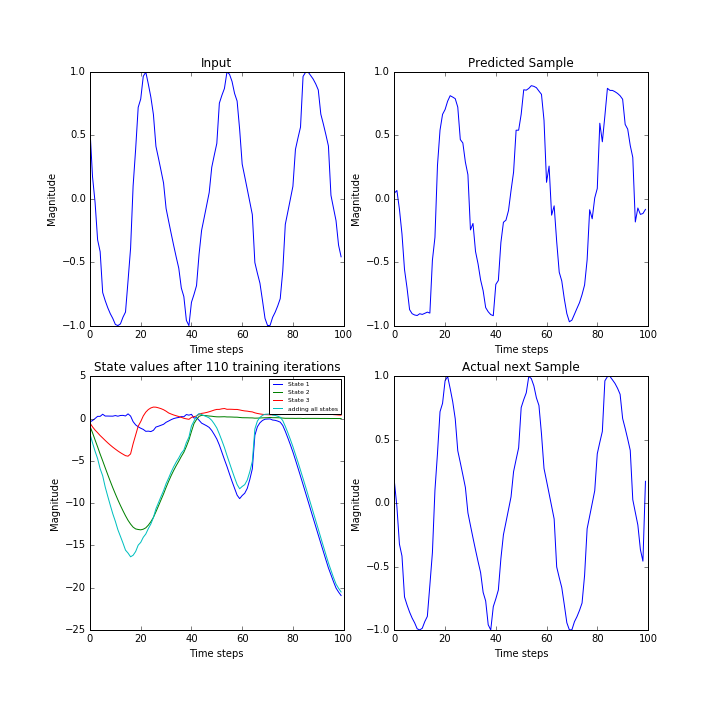 Input
1.0
0.5
0.0
−0.5
−1.0
Magnitude
0 20 40 60 80 100
Time steps
Predicted Sample
1.0
0.5
0.0
−0.5
−1.0
Magnitude
0 20 40 60 80 100
Time steps
State values after 110 training iterations
5
0
−5
−10
−15
−20
−25
Magnitude
State 1
State 2
State 3
adding all states
0 20 40 60 80 100
Time steps
Actual next Sample
1.0
0.5
0.0
−0.5
−1.0
Magnitude
0 20 40 60 80 100
Time steps